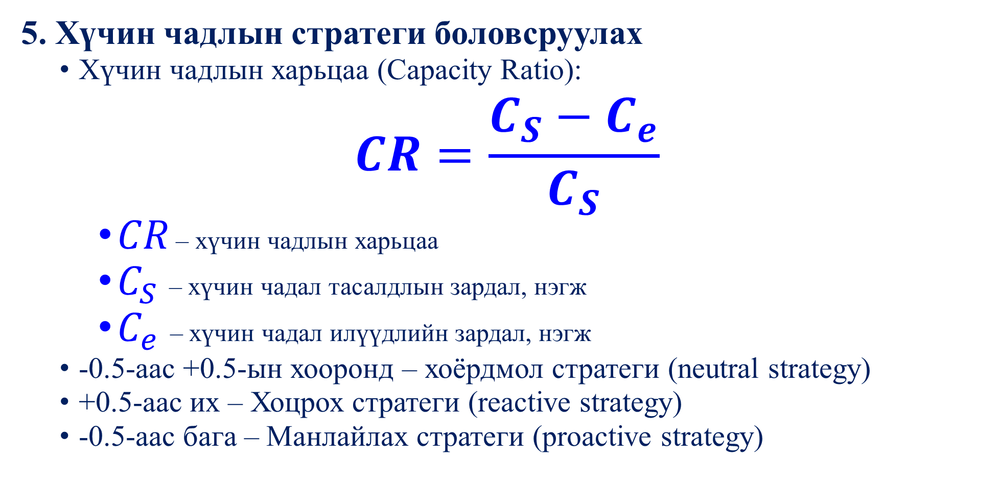 5. Хүчин чадлын стратеги боловсруулах
• Хүчин чадлын харьцаа (Capacity Ratio):
CR = (C_S − C_e) / C_S
• CR – хүчин чадлын харьцаа
• C_S – хүчин чадал тасалдлын зардал, нэгж
• C_e – хүчин чадал илүүдлийн зардал, нэгж
• -0.5-аас +0.5-ын хооронд – хоёрдмол стратеги (neutral strategy)
• +0.5-аас их – Хоцрох стратеги (reactive strategy)
• -0.5-аас бага – Манлайлах стратеги (proactive strategy)